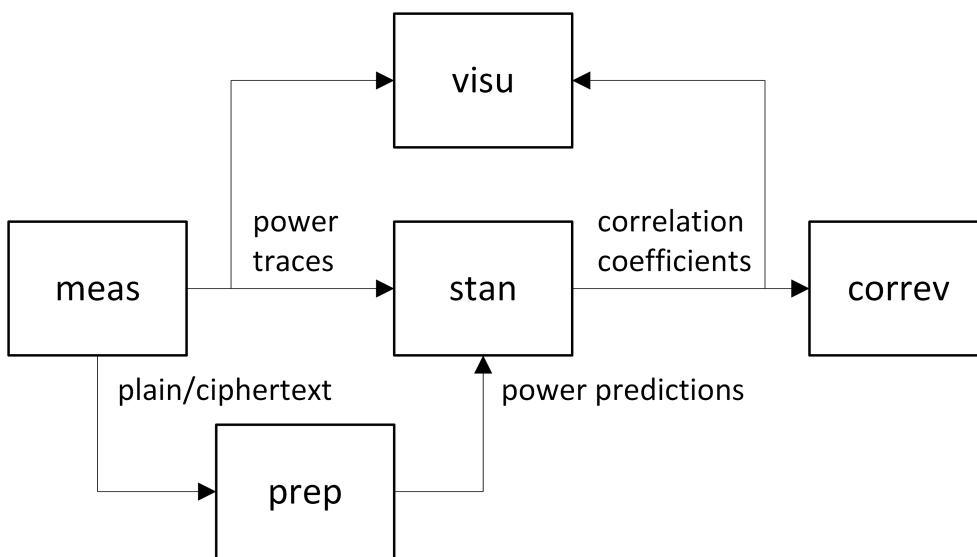 visu
power
traces
correlation
coefficients
meas
stan
correv
plain/ciphertext
power predictions
prep